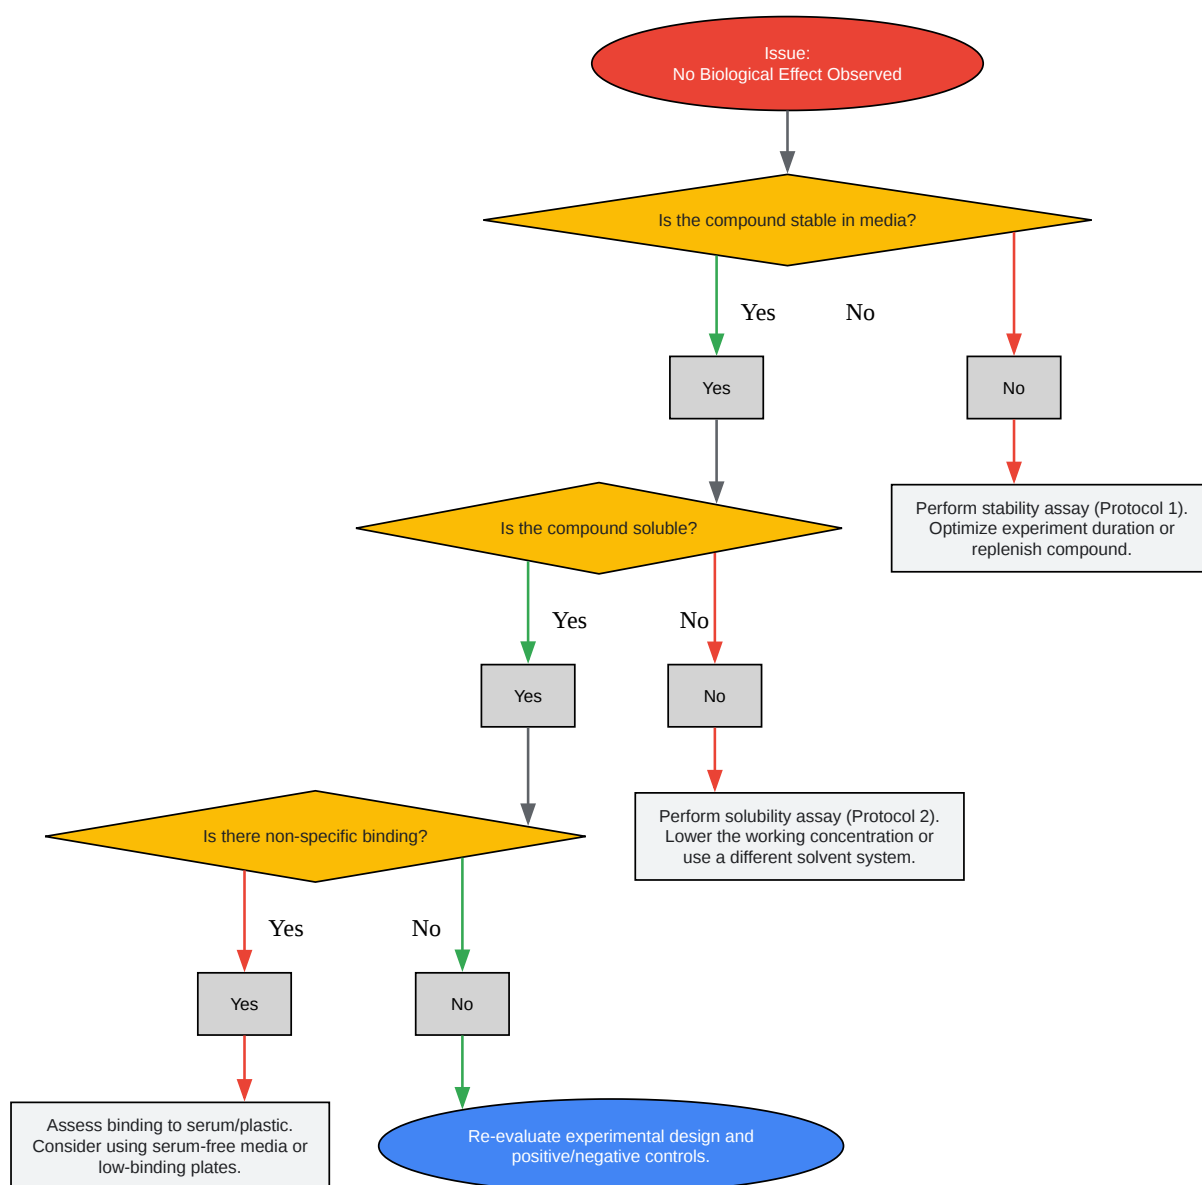 Issue:
No Biological Effect Observed
Is the compound stable in media?
Yes
No
Yes
No
Perform stability assay (Protocol 1).
Optimize experiment duration or
replenish compound.
Is the compound soluble?
Yes
No
Yes
No
Perform solubility assay (Protocol 2).
Lower the working concentration or
use a different solvent system.
Is there non-specific binding?
Yes
No
Yes
No
Assess binding to serum/plastic.
Consider using serum-free media or
low-binding plates.
Re-evaluate experimental design and
positive/negative controls.